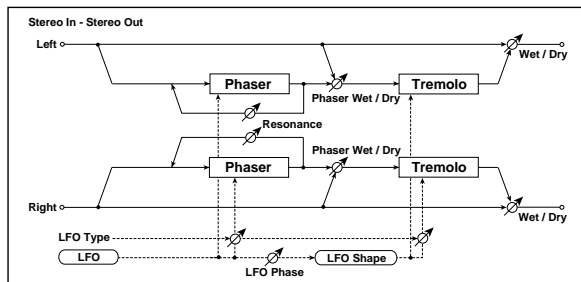 Stereo In - Stereo Out
Left
Wet / Dry
Phaser
Tremolo
Phaser Wet / Dry
Resonance
Phaser Wet / Dry
Phaser
Tremolo
Right
Wet / Dry
LFO Type
LFO
LFO Phase
LFO Shape